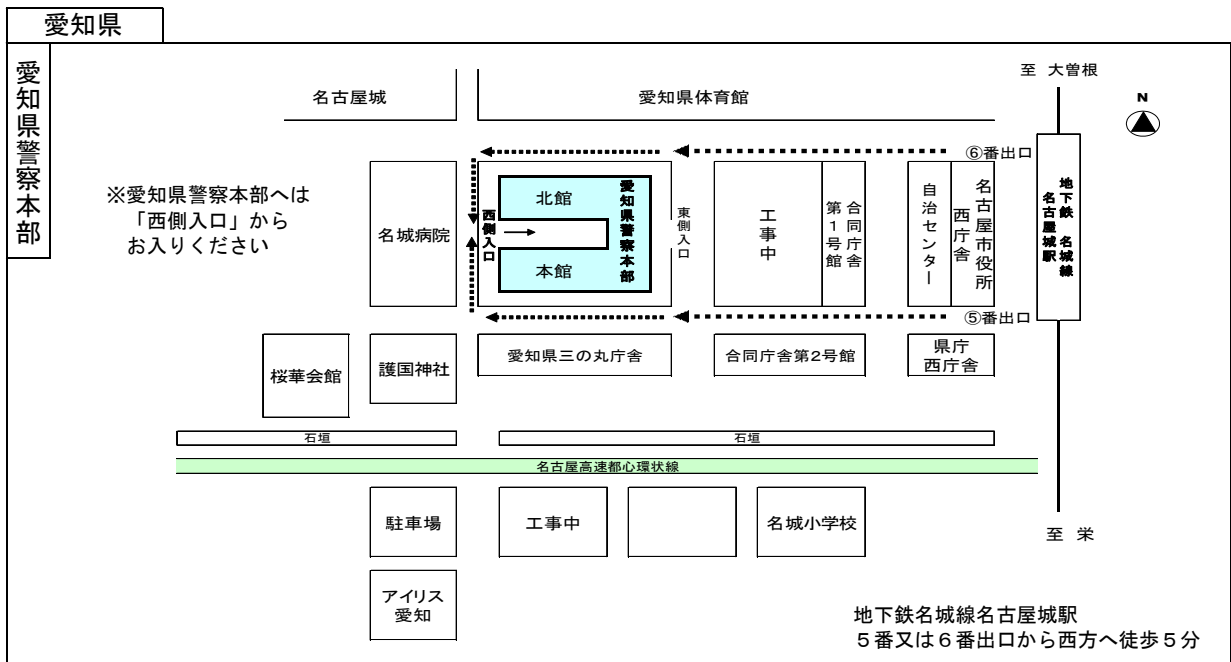 愛知県
愛知県警察本部
至 大曽根
N
名古屋城
愛知県体育館
⑥番出口
地下鉄 名城線
名古屋城駅
※愛知県警察本部へは
「西側入口」から
お入りください
名城病院
西側入口
北館
本館
愛知県警察本部
東側入口
工事中
合同庁舎
第1号館
自治センター
名古屋市役所
西庁舎
⑤番出口
桜華会館
護国神社
愛知県三の丸庁舎
合同庁舎第2号館
県庁
西庁舎
石垣
石垣
名古屋高速都心環状線
駐車場
工事中
名城小学校
至 栄
アイリス
愛知
地下鉄名城線名古屋城駅
5番又は6番出口から西方へ徒歩5分